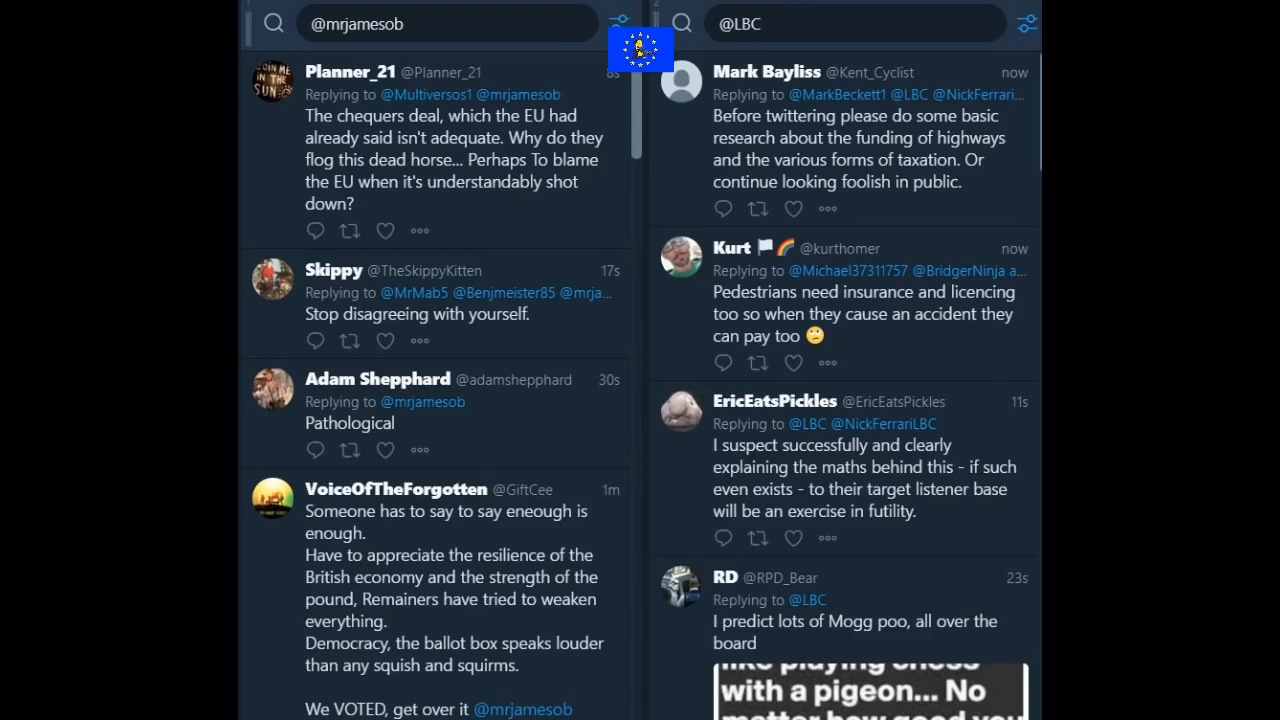 @mrjamesob
Planner_21 @Planner_21 8s
Replying to @Multiversos1 @mrjamesob
The chequers deal, which the EU had
already said isn't adequate. Why do they
flog this dead horse... Perhaps To blame
the EU when it's understandably shot
down?
Skippy @TheSkippyKitten 17s
Replying to @MrMab5 @Benjmeister85 @mrja...
Stop disagreeing with yourself.
Adam Shepphard @adamshepphard 30s
Replying to @mrjamesob
Pathological
VoiceOfTheForgotten @GiftCee 1m
Someone has to say to say eneough is
enough.
Have to appreciate the resilience of the
British economy and the strength of the
pound, Remainers have tried to weaken
everything.
Democracy, the ballot box speaks louder
than any squish and squirms.
We VOTED, get over it @mrjamesob
2
@LBC
Mark Bayliss @Kent_Cyclist now
Replying to @MarkBeckett1 @LBC @NickFerrari...
Before twittering please do some basic
research about the funding of highways
and the various forms of taxation. Or
continue looking foolish in public.
Kurt 🏳️🌈 @kurthomer now
Replying to @Michael37311757 @BridgerNinja a...
Pedestrians need insurance and licencing
too so when they cause an accident they
can pay too 🙄
EricEatsPickles @EricEatsPickles 11s
Replying to @LBC @NickFerrariLBC
I suspect successfully and clearly
explaining the maths behind this - if such
even exists - to their target listener base
will be an exercise in futility.
RD @RPD_Bear 23s
Replying to @LBC
I predict lots of Mogg poo, all over the
board
like playing chess
with a pigeon... No
matter how good you